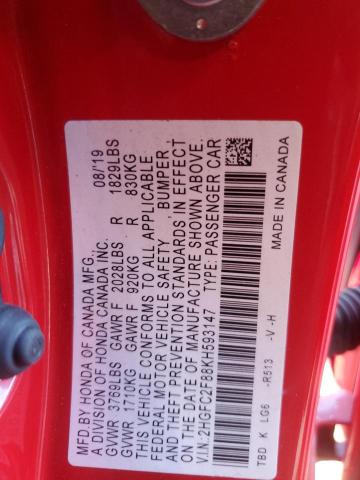 MFD.BY HONDA OF CANADA MFG.
A DIVISION OF HONDA CANADA INC. 08/'19
GVWR 3769LBS GAWR F 2028LBS R 1829LBS
GVWR 1710KG GAWR F 920KG R 830KG
THIS VEHICLE CONFORMS TO ALL APPLICABLE
FEDERAL MOTOR VEHICLE SAFETY BUMPER,
AND THEFT PREVENTION STANDARDS IN EFFECT
ON THE DATE OF MANUFACTURE SHOWN ABOVE.
V.I.N: 2HGFC2F88KH593147 TYPE: PASSENGER CAR
TBD K LG6 -R513 -V-H MADE IN CANADA